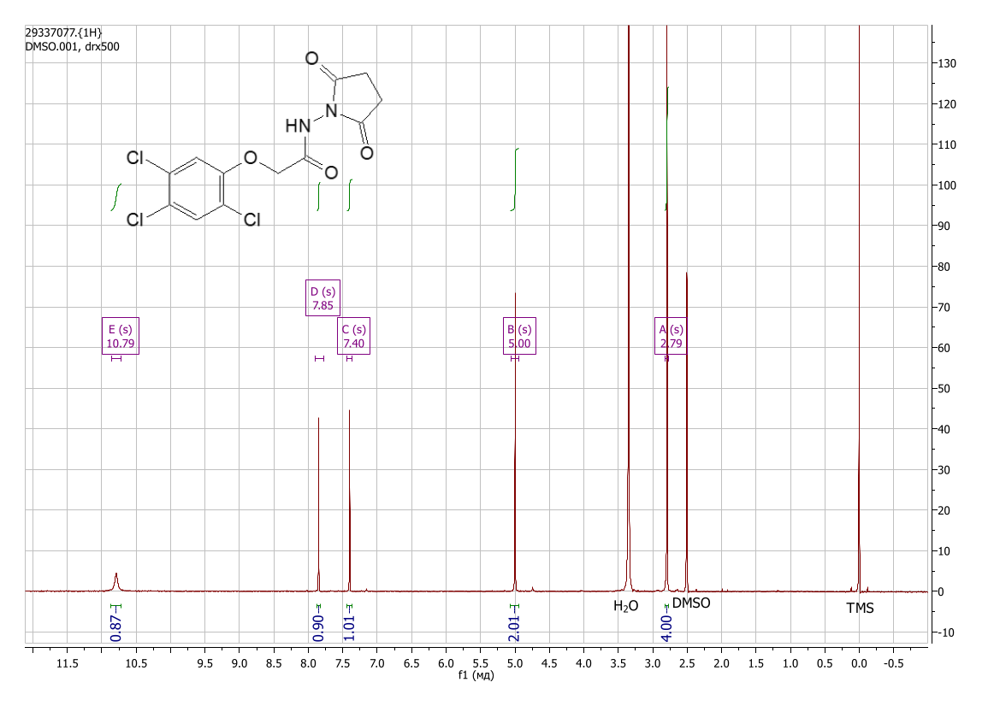 29337077.{1H}
DMSO.001, drx500
O
N
HN
O
Cl
O
O
Cl
Cl
D (s)
7.85
E (s)
10.79
C (s)
7.40
B (s)
5.00
A (s)
2.79
130
120
110
100
90
80
70
60
50
40
30
20
10
0
-10
H₂O
DMSO
TMS
0.87
0.90
1.01
2.01
4.00
11.5
10.5
9.5
9.0
8.5
8.0
7.5
7.0
6.5
6.0
5.5
5.0
4.5
4.0
3.5
3.0
2.5
2.0
1.5
1.0
0.5
0.0
-0.5
f1 (мд)